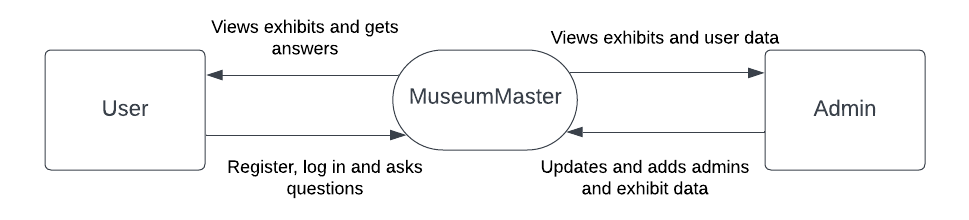 Views exhibits and gets
answers
Views exhibits and user data
User
MuseumMaster
Admin
Register, log in and asks
questions
Updates and adds admins
and exhibit data